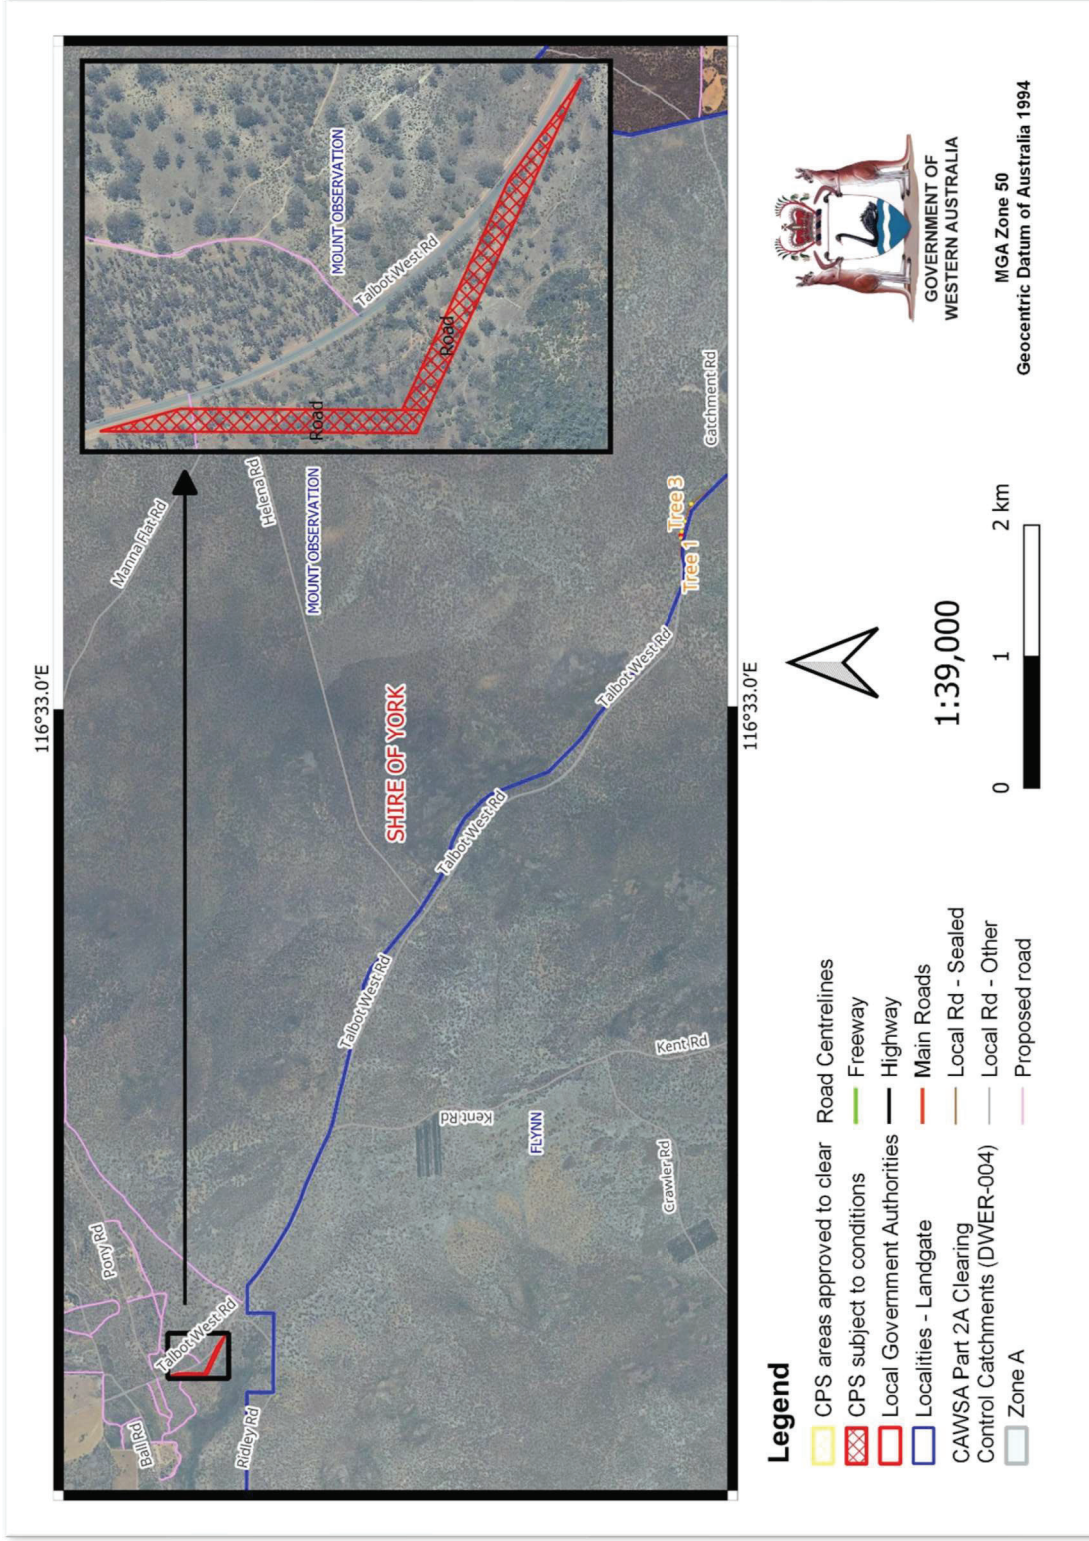 116°33.0'E
Ball Rd
Pony Rd
Talbot West Rd
Ridley Rd
Manna Flat Rd
Helena Rd
MOUNT OBSERVATION
SHIRE OF YORK
Talbot West Rd
Talbot West Rd
Talbot West Rd
Kent Rd
Kent Rd
FLYNN
Crawler Rd
Tree 1
Tree 3
Catchment Rd
MOUNT OBSERVATION
Talbot West Rd
Road
Road
116°33.0'E
Legend
CPS areas approved to clear
CPS subject to conditions
Local Government Authorities
Localities - Landgate
CAWSA Part 2A Clearing
Control Catchments (DWER-004)
Zone A
Road Centrelines
Freeway
Highway
Main Roads
Local Rd - Sealed
Local Rd - Other
Proposed road
1:39,000
0 1 2 km
GOVERNMENT OF
WESTERN AUSTRALIA
MGA Zone 50
Geocentric Datum of Australia 1994